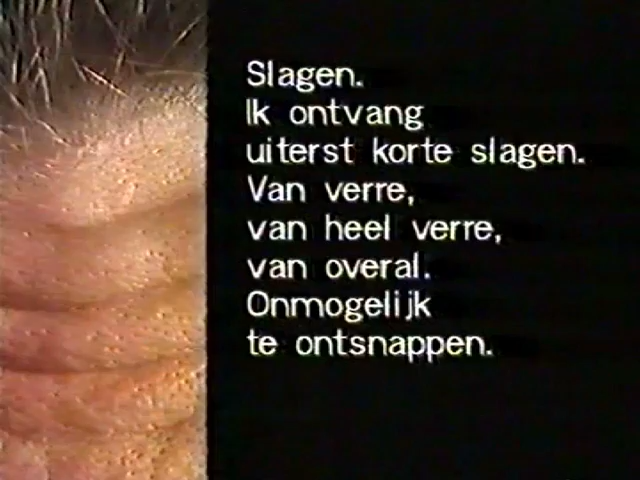 Slagen.
Ik ontvang
uiterst korte slagen.
Van verre,
van heel verre,
van overal.
Onmogelijk
te ontsnappen.